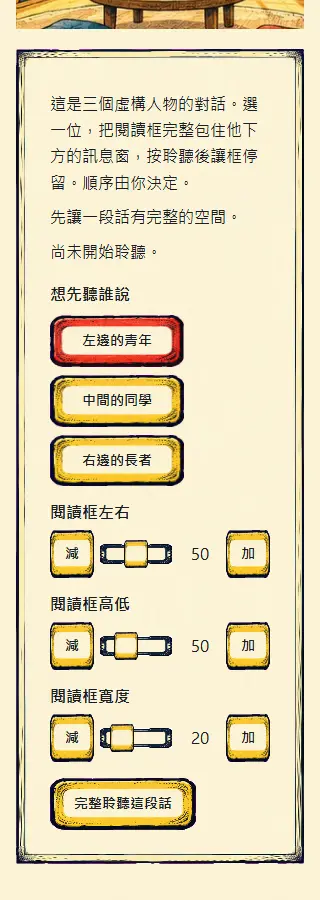 這是三個虛構人物的對話。選
一位，把閱讀框完整包住他下
方的訊息窗，按聆聽後讓框停
留。順序由你決定。
先讓一段話有完整的空間。
尚未開始聆聽。
想先聽誰說
左邊的青年
中間的同學
右邊的長者
閱讀框左右
減 50 加
閱讀框高低
減 50 加
閱讀框寬度
減 20 加
完整聆聽這段話